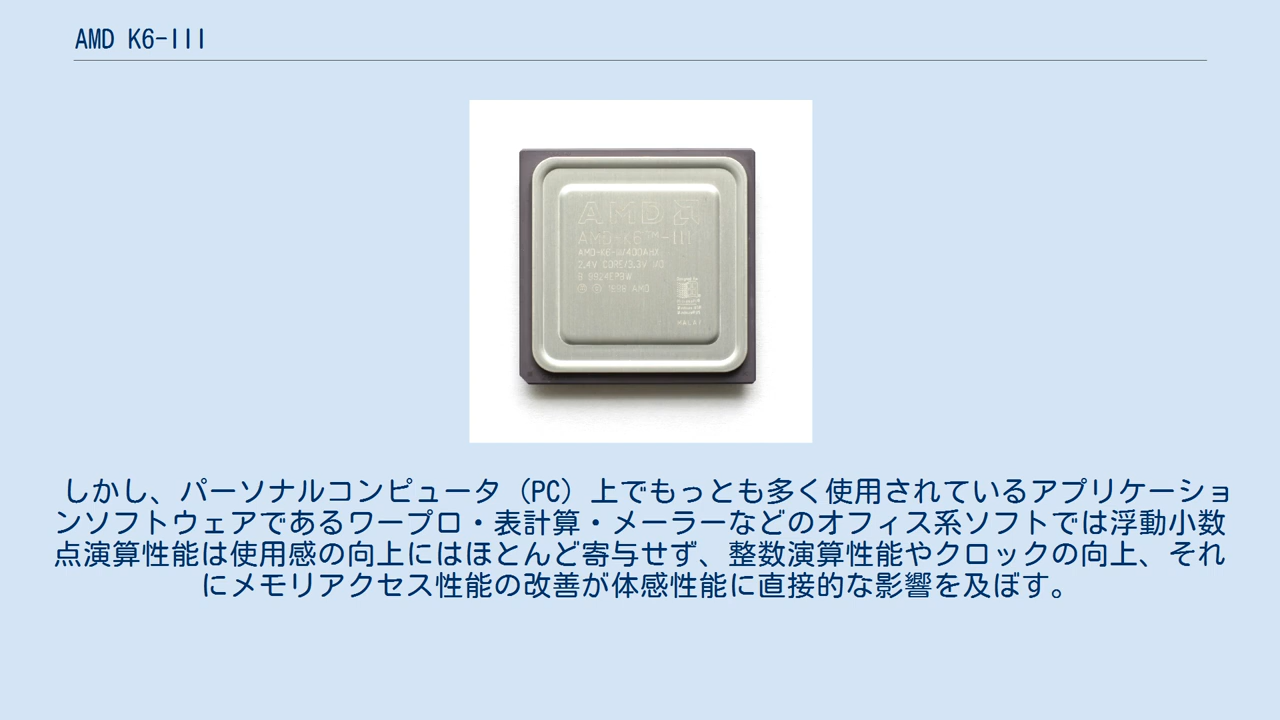 AMD K6-III
AMD
AMD-K6™-III
2.4V CORE/3.3V I/O
しかし、パーソナルコンピュータ（PC）上でもっとも多く使用されているアプリケーショ
ンソフトウェアであるワープロ・表計算・メーラーなどのオフィス系ソフトでは浮動小数
点演算性能は使用感の向上にはほとんど寄与せず、整数演算性能やクロックの向上、それ
にメモリアクセス性能の改善が体感性能に直接的な影響を及ぼす。